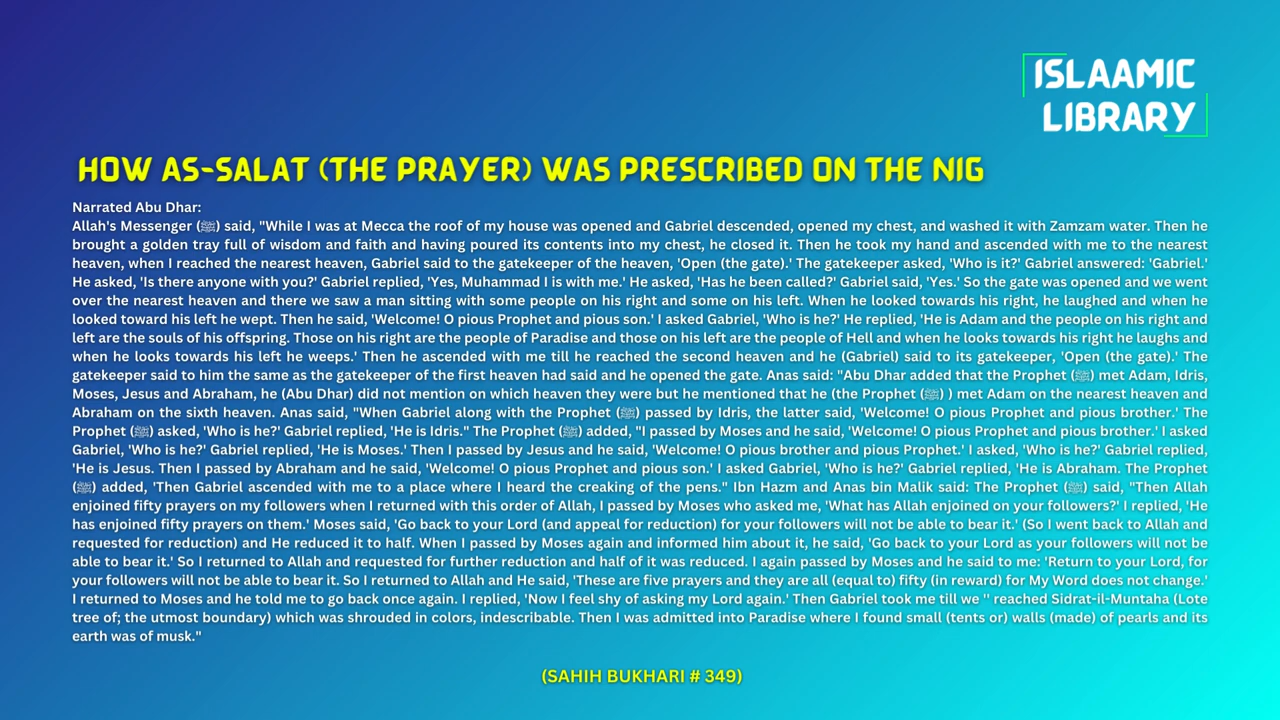 ISLAAMIC
LIBRARY
HOW AS-SALAT (THE PRAYER) WAS PRESCRIBED ON THE NIG
Narrated Abu Dhar:
Allah's Messenger (ﷺ) said, "While I was at Mecca the roof of my house was opened and Gabriel descended, opened my chest, and washed it with Zamzam water. Then he
brought a golden tray full of wisdom and faith and having poured its contents into my chest, he closed it. Then he took my hand and ascended with me to the nearest
heaven, when I reached the nearest heaven, Gabriel said to the gatekeeper of the heaven, 'Open (the gate).' The gatekeeper asked, 'Who is it?' Gabriel answered: 'Gabriel.'
He asked, 'Is there anyone with you?' Gabriel replied, 'Yes, Muhammad I is with me.' He asked, 'Has he been called?' Gabriel said, 'Yes.' So the gate was opened and we went
over the nearest heaven and there we saw a man sitting with some people on his right and some on his left. When he looked towards his right, he laughed and when he
looked toward his left he wept. Then he said, 'Welcome! O pious Prophet and pious son.' I asked Gabriel, 'Who is he?' He replied, 'He is Adam and the people on his right and
left are the souls of his offspring. Those on his right are the people of Paradise and those on his left are the people of Hell and when he looks towards his right he laughs and
when he looks towards his left he weeps.' Then he ascended with me till he reached the second heaven and he (Gabriel) said to its gatekeeper, 'Open (the gate).' The
gatekeeper said to him the same as the gatekeeper of the first heaven had said and he opened the gate. Anas said: "Abu Dhar added that the Prophet (ﷺ) met Adam, Idris,
Moses, Jesus and Abraham, he (Abu Dhar) did not mention on which heaven they were but he mentioned that he (the Prophet (ﷺ) ) met Adam on the nearest heaven and
Abraham on the sixth heaven. Anas said, "When Gabriel along with the Prophet (ﷺ) passed by Idris, the latter said, 'Welcome! O pious Prophet and pious brother.' The
Prophet (ﷺ) asked, 'Who is he?' Gabriel replied, 'He is Idris." The Prophet (ﷺ) added, "I passed by Moses and he said, 'Welcome! O pious Prophet and pious brother.' I asked
Gabriel, 'Who is he?' Gabriel replied, 'He is Moses.' Then I passed by Jesus and he said, 'Welcome! O pious brother and pious Prophet.' I asked, 'Who is he?' Gabriel replied,
'He is Jesus. Then I passed by Abraham and he said, 'Welcome! O pious Prophet and pious son.' I asked Gabriel, 'Who is he?' Gabriel replied, 'He is Abraham. The Prophet
(ﷺ) added, 'Then Gabriel ascended with me to a place where I heard the creaking of the pens." Ibn Hazm and Anas bin Malik said: The Prophet (ﷺ) said, "Then Allah
enjoined fifty prayers on my followers when I returned with this order of Allah, I passed by Moses who asked me, 'What has Allah enjoined on your followers?' I replied, 'He
has enjoined fifty prayers on them.' Moses said, 'Go back to your Lord (and appeal for reduction) for your followers will not be able to bear it.' (So I went back to Allah and
requested for reduction) and He reduced it to half. When I passed by Moses again and informed him about it, he said, 'Go back to your Lord as your followers will not be
able to bear it.' So I returned to Allah and requested for further reduction and half of it was reduced. I again passed by Moses and he said to me: 'Return to your Lord, for
your followers will not be able to bear it. So I returned to Allah and He said, 'These are five prayers and they are all (equal to) fifty (in reward) for My Word does not change.'
I returned to Moses and he told me to go back once again. I replied, 'Now I feel shy of asking my Lord again.' Then Gabriel took me till we '' reached Sidrat-il-Muntaha (Lote
tree of; the utmost boundary) which was shrouded in colors, indescribable. Then I was admitted into Paradise where I found small (tents or) walls (made) of pearls and its
earth was of musk."
(SAHIH BUKHARI # 349)